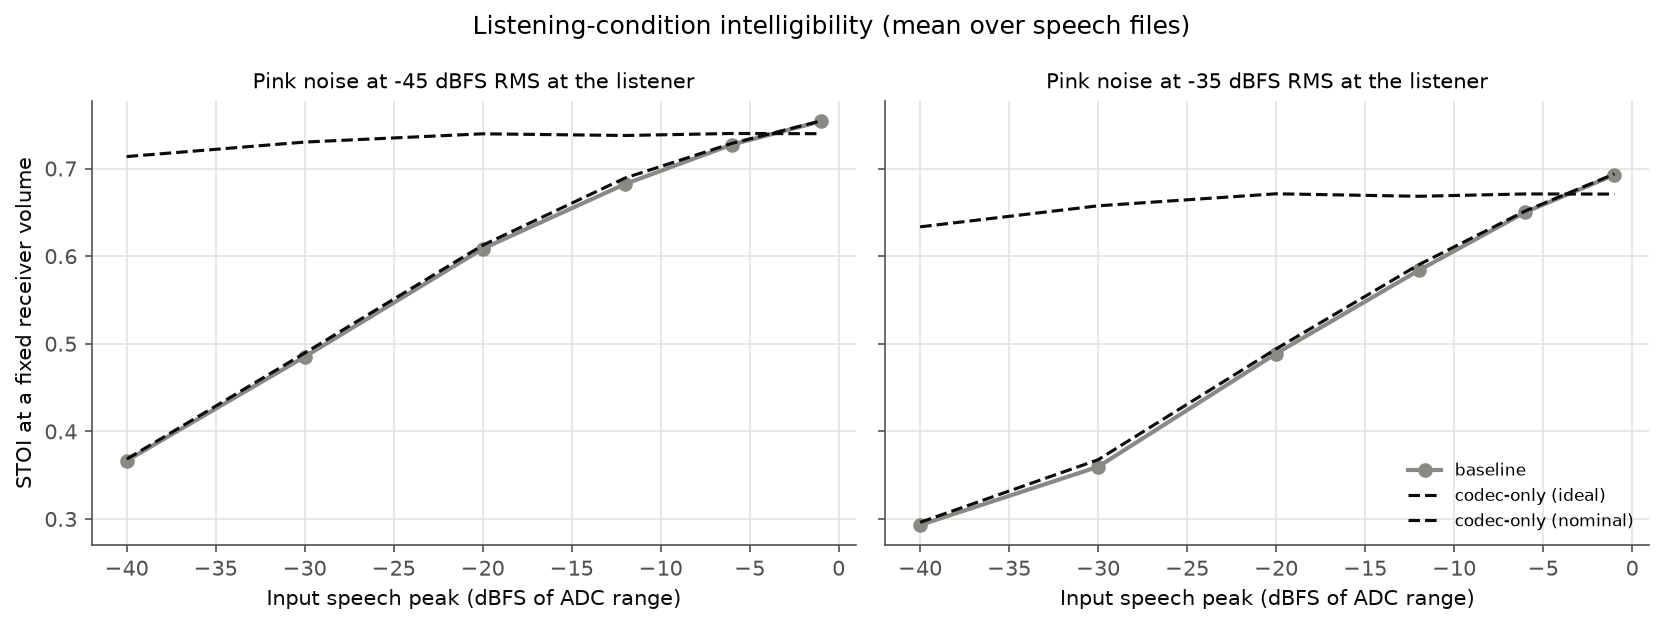 Listening-condition intelligibility (mean over speech files)
Pink noise at -45 dBFS RMS at the listener
STOI at a fixed receiver volume
0.7
0.6
0.5
0.4
0.3
−40 −35 −30 −25 −20 −15 −10 −5 0
Input speech peak (dBFS of ADC range)
Pink noise at -35 dBFS RMS at the listener
baseline
codec-only (ideal)
codec-only (nominal)
−40 −35 −30 −25 −20 −15 −10 −5 0
Input speech peak (dBFS of ADC range)